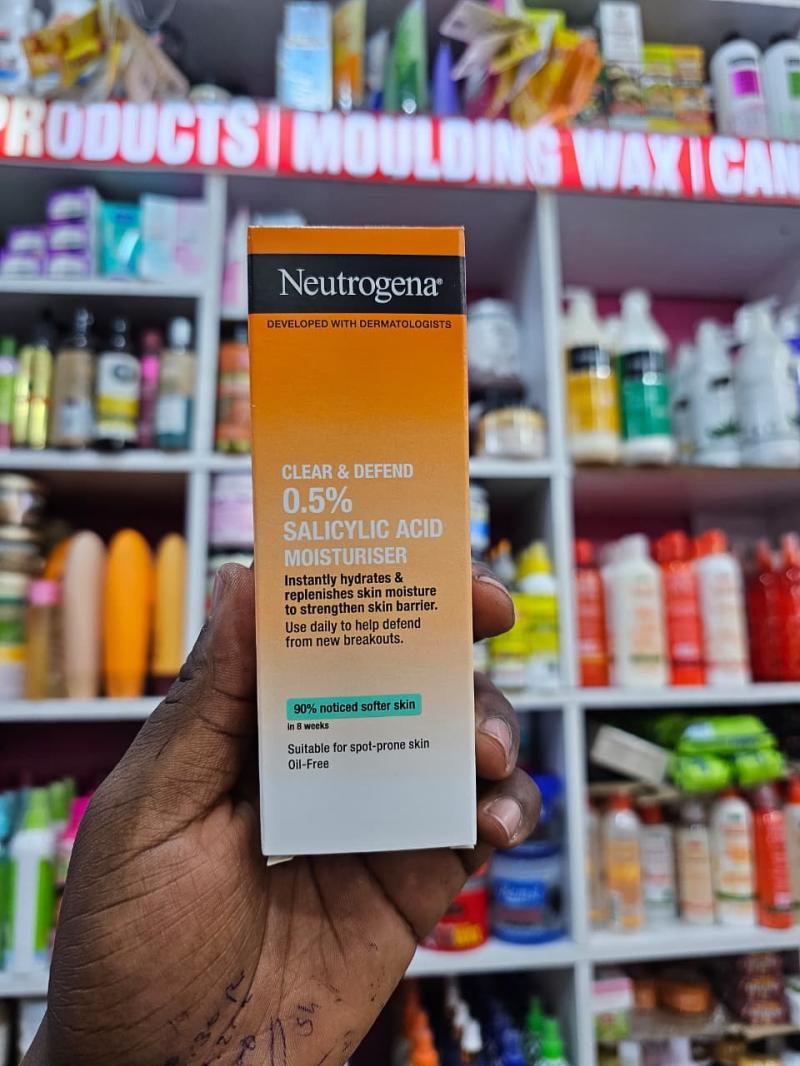 PRODUCTS | MOULDING WAX | CAN
Neutrogena®
DEVELOPED WITH DERMATOLOGISTS
CLEAR & DEFEND
0.5%
SALICYLIC ACID
MOISTURISER
Instantly hydrates &
replenishes skin moisture
to strengthen skin barrier.
Use daily to help defend
from new breakouts.
90% noticed softer skin
in 8 weeks
Suitable for spot-prone skin
Oil-Free